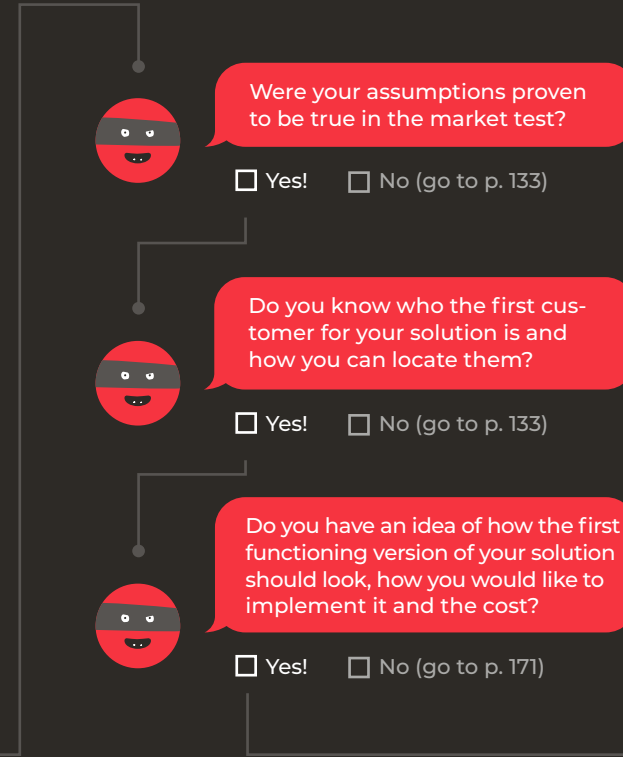 Were your assumptions proven
to be true in the market test?
Yes! No (go to p. 133)
Do you know who the first cus-
tomer for your solution is and
how you can locate them?
Yes! No (go to p. 133)
Do you have an idea of how the first
functioning version of your solution
should look, how you would like to
implement it and the cost?
Yes! No (go to p. 171)